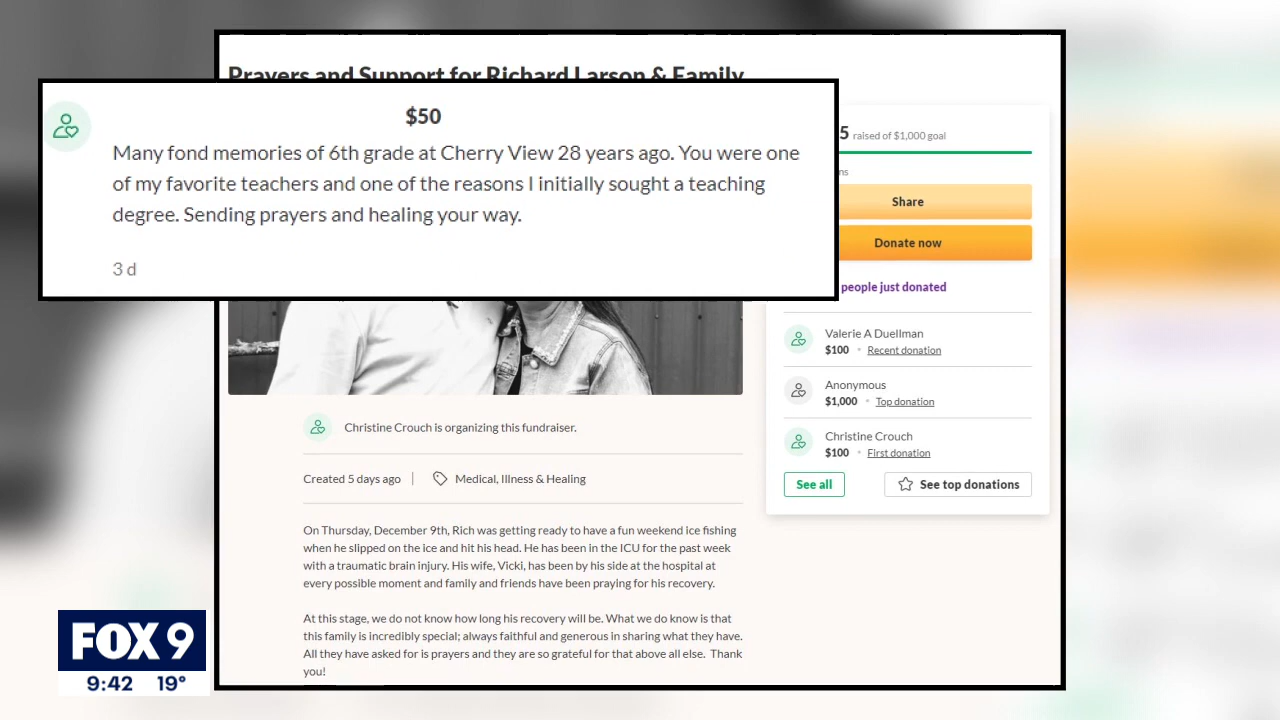 Prayers and Support for Richard Larson & Family
$50
Many fond memories of 6th grade at Cherry View 28 years ago. You were one
of my favorite teachers and one of the reasons I initially sought a teaching
degree. Sending prayers and healing your way.
3 d
5 raised of $1,000 goal
Share
Donate now
people just donated
Valerie A Duellman
$100 • Recent donation
Anonymous
$1,000 • Top donation
Christine Crouch
$100 • First donation
See all
See top donations
Christine Crouch is organizing this fundraiser.
Created 5 days ago | Medical, Illness & Healing
On Thursday, December 9th, Rich was getting ready to have a fun weekend ice fishing
when he slipped on the ice and hit his head. He has been in the ICU for the past week
with a traumatic brain injury. His wife, Vicki, has been by his side at the hospital at
every possible moment and family and friends have been praying for his recovery.
At this stage, we do not know how long his recovery will be. What we do know is that
this family is incredibly special; always faithful and generous in sharing what they have.
All they have asked for is prayers and they are so grateful for that above all else. Thank
you!
FOX 9
9:42 19°